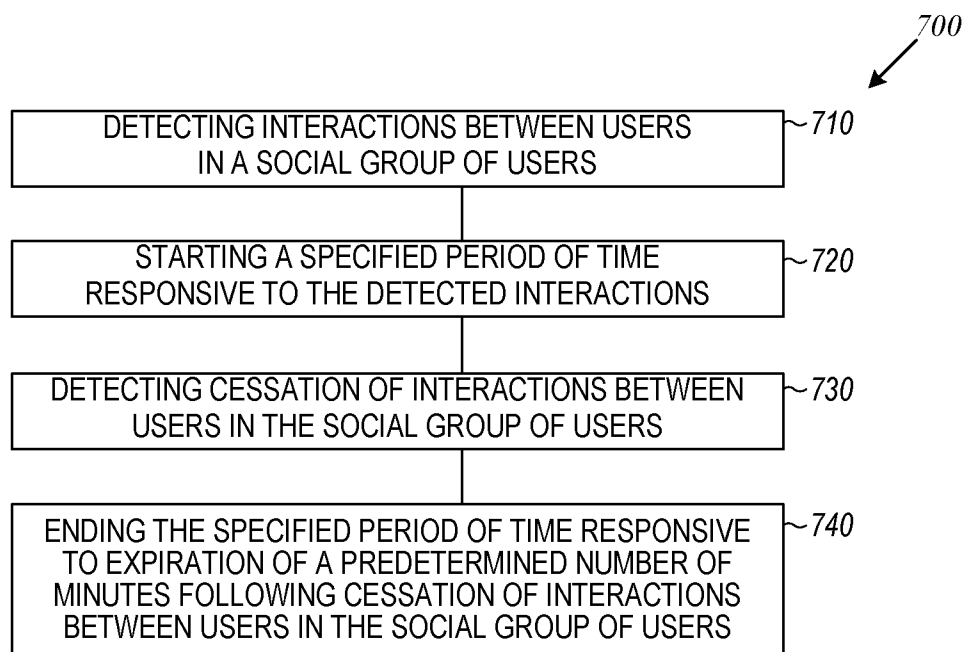 700
DETECTING INTERACTIONS BETWEEN USERS
IN A SOCIAL GROUP OF USERS
710
STARTING A SPECIFIED PERIOD OF TIME
RESPONSIVE TO THE DETECTED INTERACTIONS
720
DETECTING CESSATION OF INTERACTIONS BETWEEN
USERS IN THE SOCIAL GROUP OF USERS
730
ENDING THE SPECIFIED PERIOD OF TIME RESPONSIVE
TO EXPIRATION OF A PREDETERMINED NUMBER OF
MINUTES FOLLOWING CESSATION OF INTERACTIONS
BETWEEN USERS IN THE SOCIAL GROUP OF USERS
740